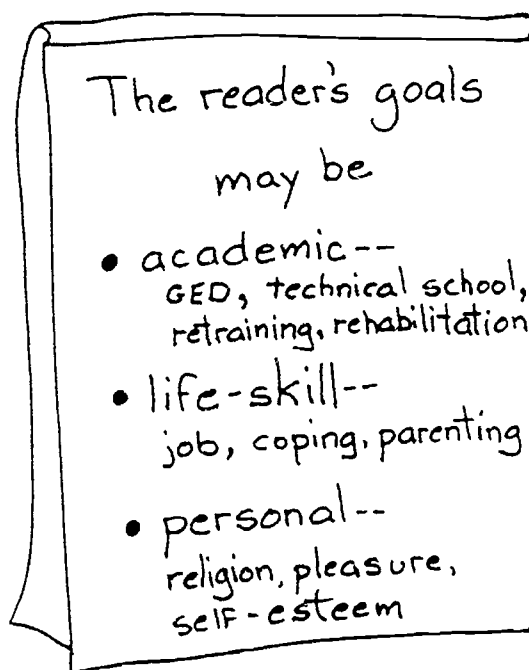 The reader's goals
may be
• academic--
GED, technical school,
retraining, rehabilitation
• life-skill--
job, coping, parenting
• personal--
religion, pleasure,
self-esteem